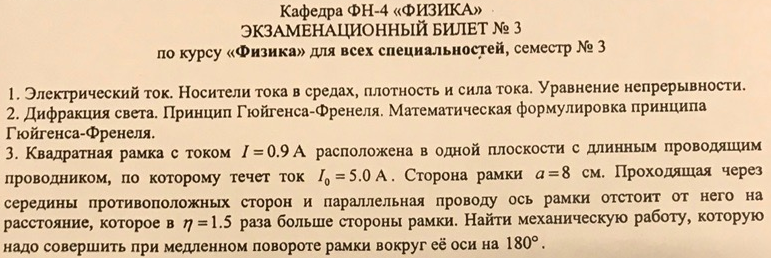 Кафедра ФН-4 «ФИЗИКА»
ЭКЗАМЕНАЦИОННЫЙ БИЛЕТ № 3
по курсу «Физика» для всех специальностей, семестр № 3
1. Электрический ток. Носители тока в средах, плотность и сила тока. Уравнение непрерывности.
2. Дифракция света. Принцип Гюйгенса-Френеля. Математическая формулировка принципа
Гюйгенса-Френеля.
3. Квадратная рамка с током I = 0.9 А расположена в одной плоскости с длинным проводящим
проводником, по которому течет ток I₀ = 5.0 А. Сторона рамки a = 8 см. Проходящая через
середины противоположных сторон и параллельная проводу ось рамки отстоит от него на
расстояние, которое в η = 1.5 раза больше стороны рамки. Найти механическую работу, которую
надо совершить при медленном повороте рамки вокруг её оси на 180°.